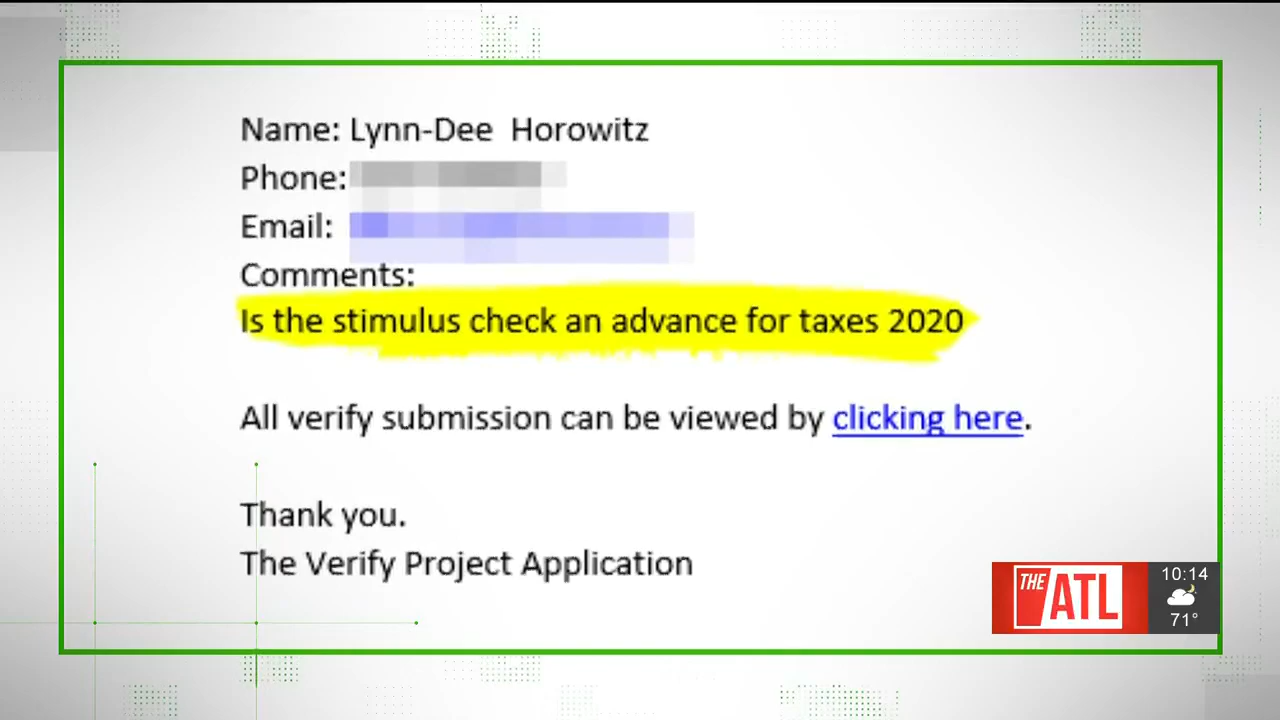 Name: Lynn-Dee  Horowitz
Phone:
Email:
Comments:
Is the stimulus check an advance for taxes 2020
All verify submission can be viewed by clicking here.
Thank you.
The Verify Project Application
THE ATL
10:14
71°